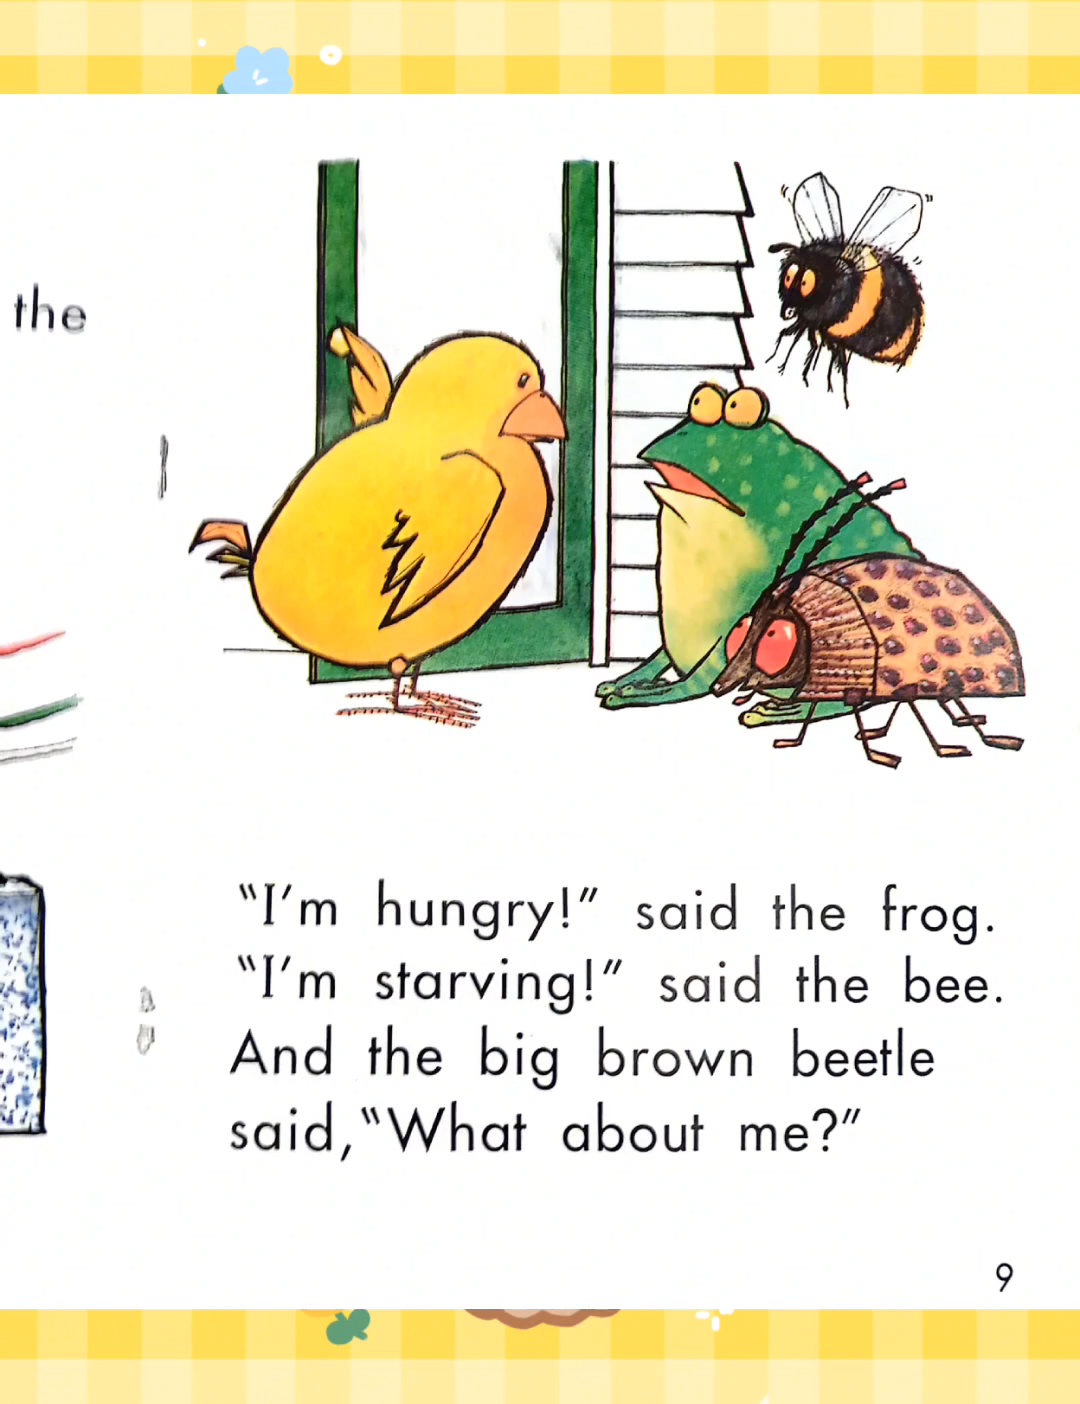 the
“I’m hungry!” said the frog.
“I’m starving!” said the bee.
And the big brown beetle
said, “What about me?”
9